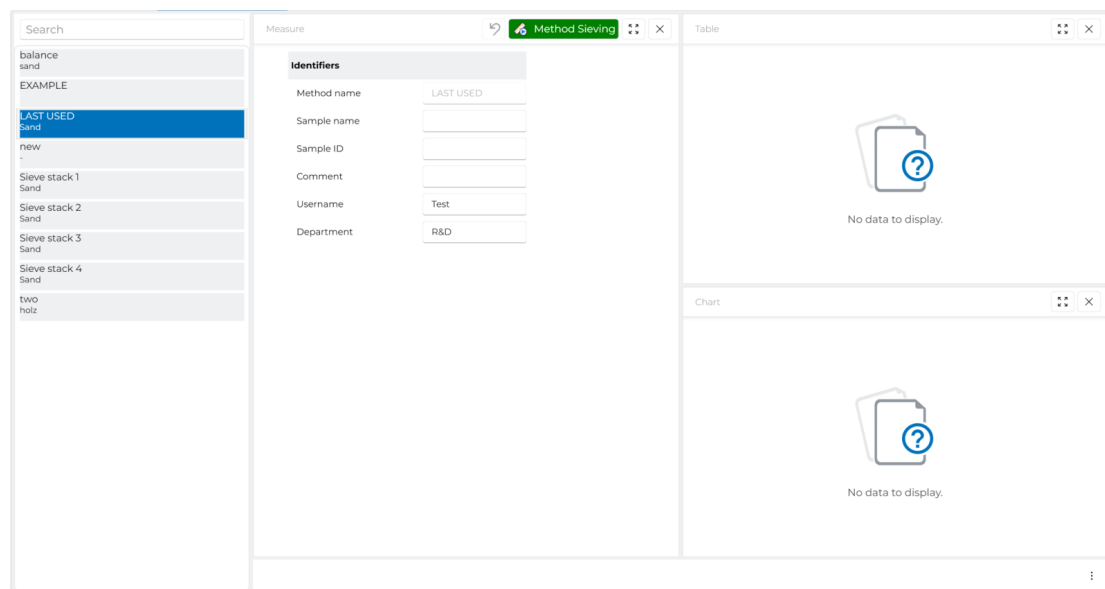 Search
balance
sand
EXAMPLE
LAST USED
Sand
new
-
Sieve stack 1
Sand
Sieve stack 2
Sand
Sieve stack 3
Sand
Sieve stack 4
Sand
two
holz
Measure
Method Sieving
Identifiers
Method name LAST USED
Sample name
Sample ID
Comment
Username Test
Department R&D
Table
No data to display.
Chart
No data to display.